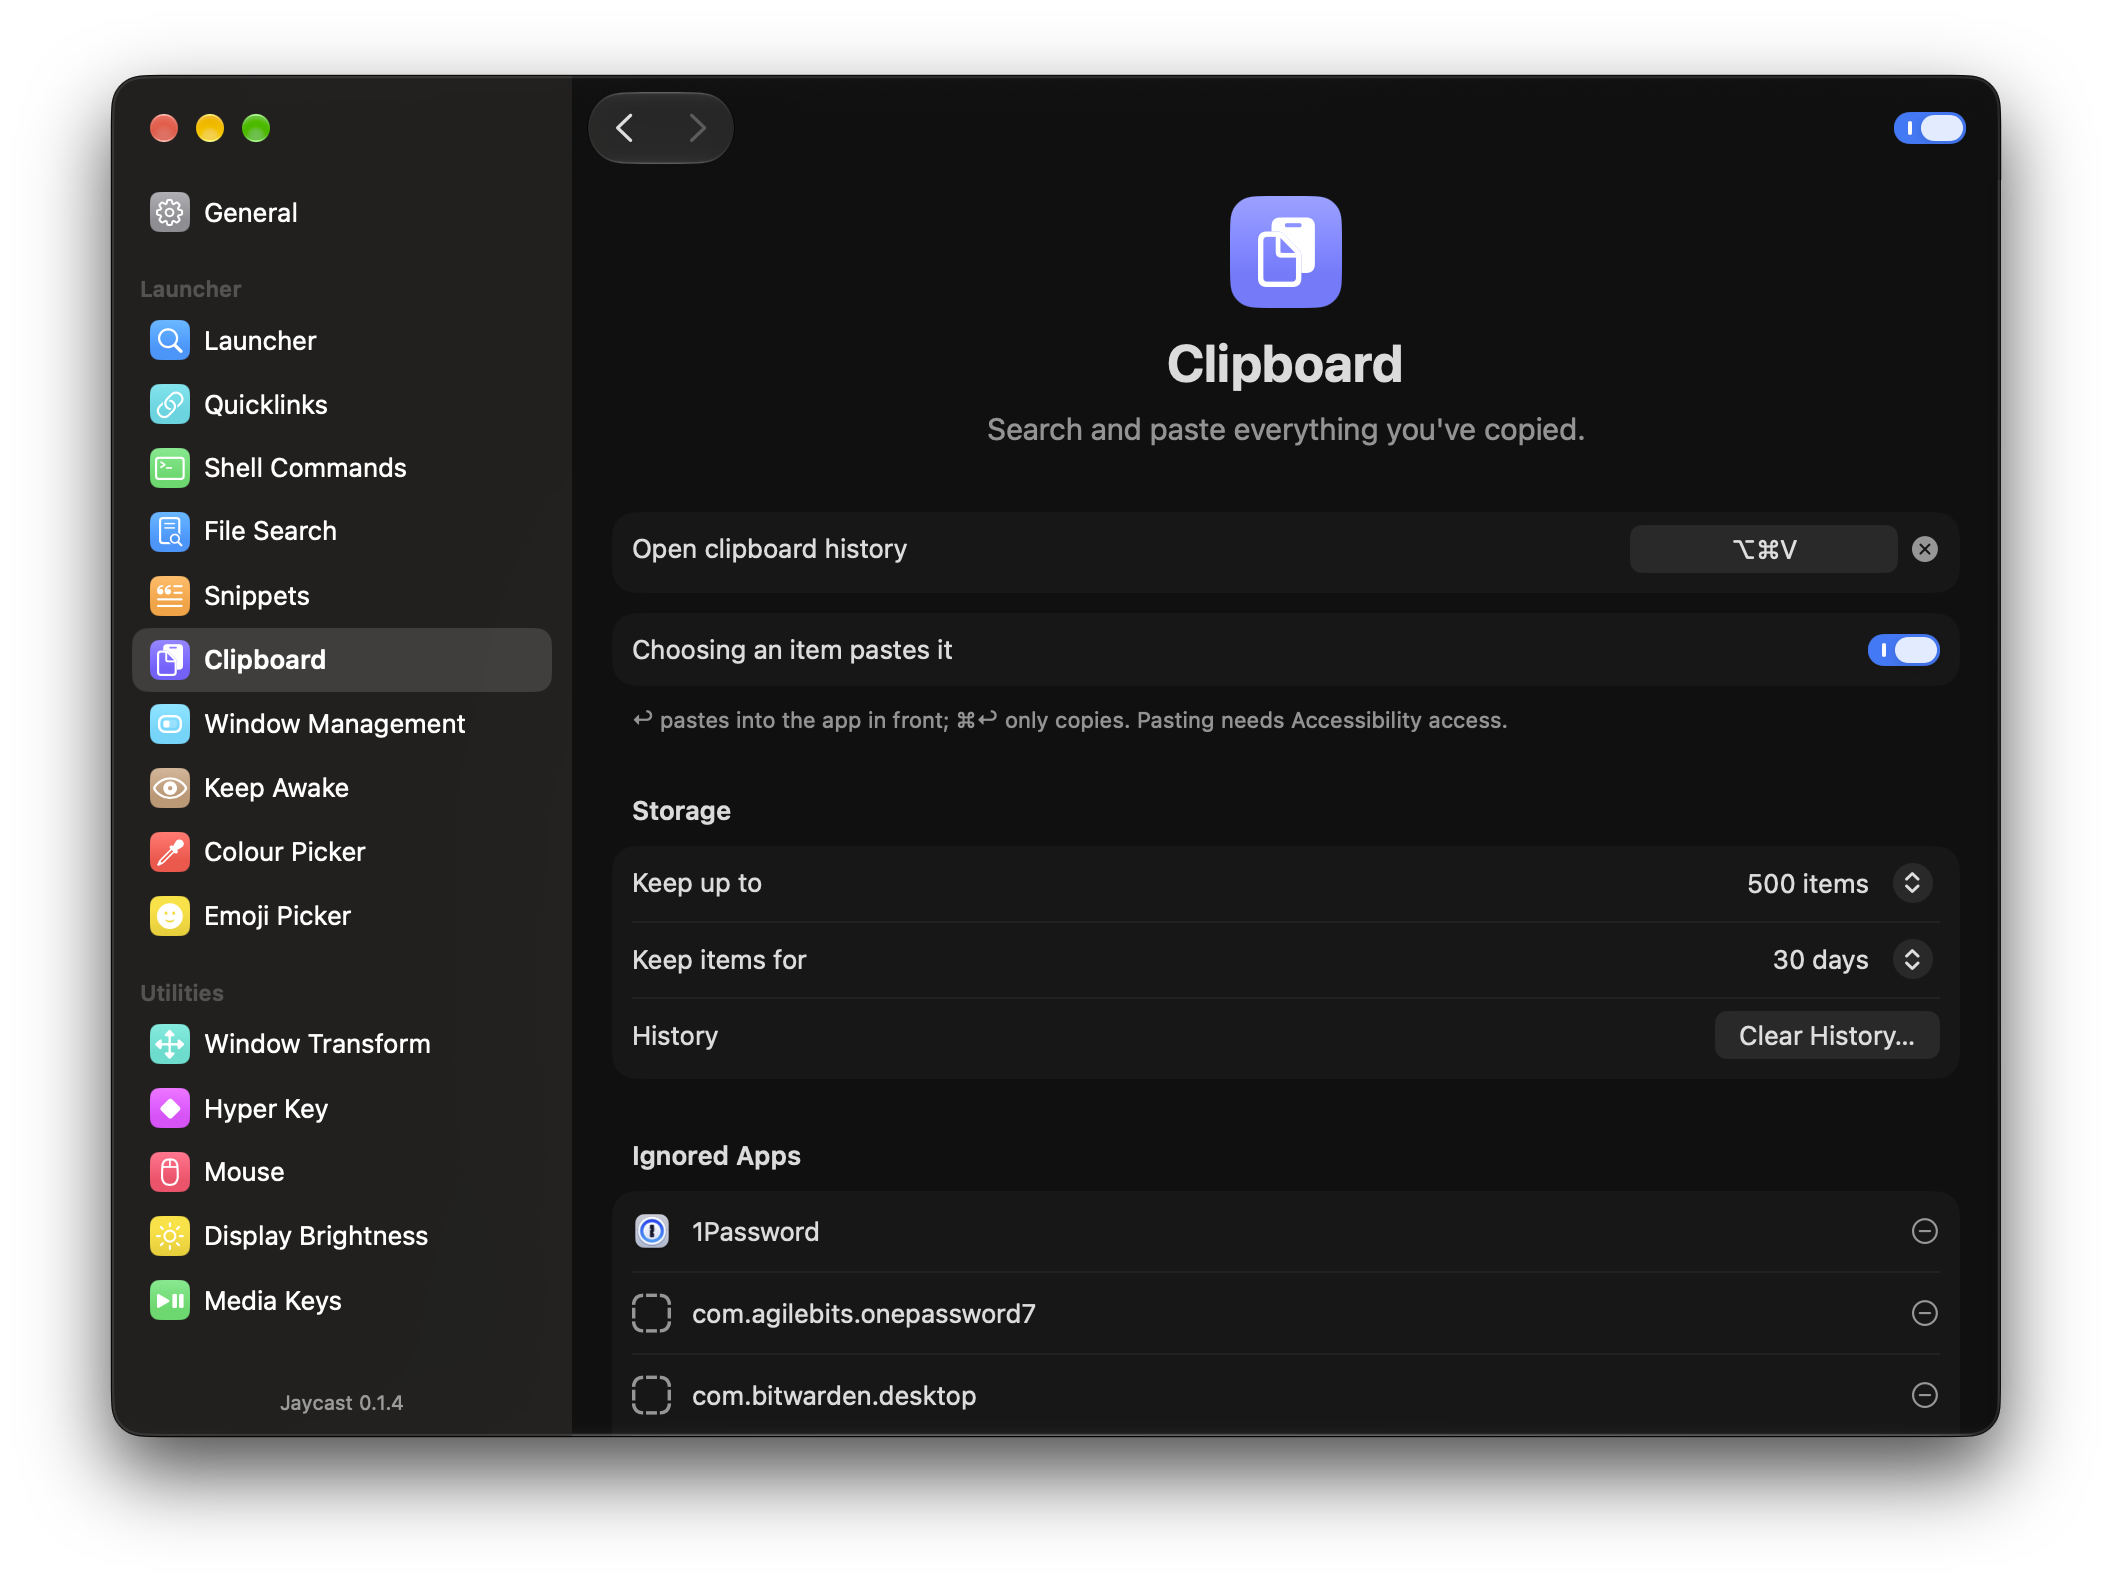 General
Launcher
Launcher
Quicklinks
Shell Commands
File Search
Snippets
Clipboard
Window Management
Keep Awake
Colour Picker
Emoji Picker
Utilities
Window Transform
Hyper Key
Mouse
Display Brightness
Media Keys
Jaycast 0.1.4
Clipboard
Search and paste everything you've copied.
Open clipboard history ⌥⌘V
Choosing an item pastes it
↩ pastes into the app in front; ⌘↩ only copies. Pasting needs Accessibility access.
Storage
Keep up to 500 items
Keep items for 30 days
History Clear History...
Ignored Apps
1Password
com.agilebits.onepassword7
com.bitwarden.desktop